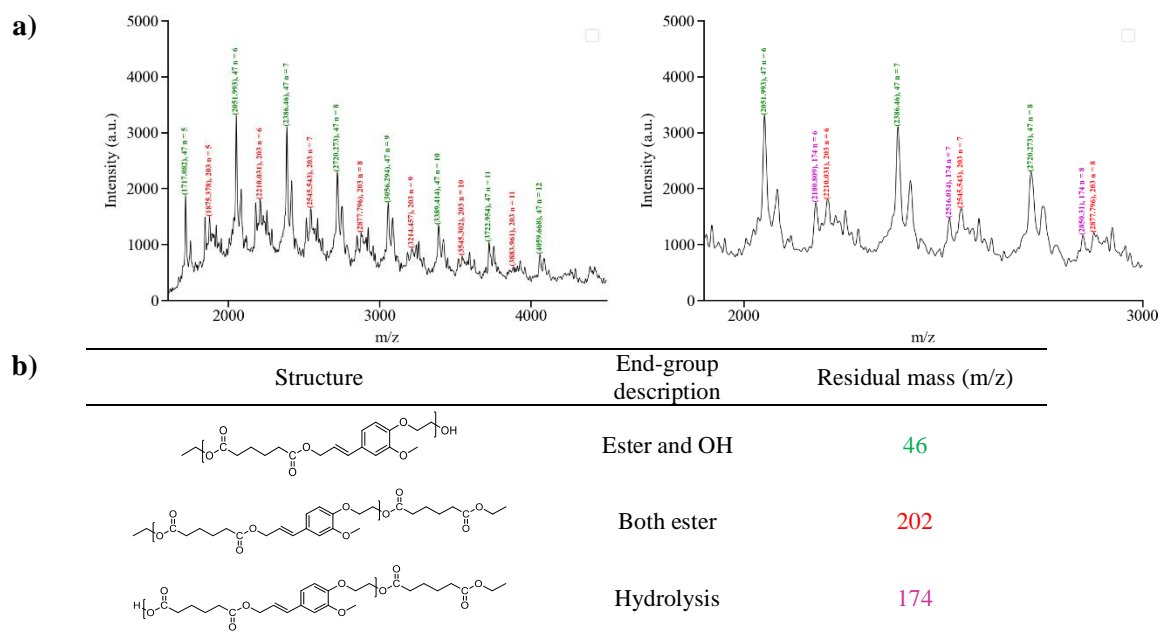 a)
5000
4000
3000
2000
1000
0
Intensity (a.u.)
(1717.082), 47 n = 5
(1875.378), 203 n = 5
(2051.993), 47 n = 6
(2210.031), 203 n = 6
(2386.46), 47 n = 7
(2545.543), 203 n = 7
(2720.273), 47 n = 8
(2877.796), 203 n = 8
(3056.294), 47 n = 9
(3214.457), 203 n = 9
(3389.414), 47 n = 10
(3545.302), 203 n = 10
(3722.954), 47 n = 11
(3883.961), 203 n = 11
(4059.668), 47 n = 12
2000
3000
4000
m/z
5000
4000
3000
2000
1000
0
Intensity (a.u.)
(2051.993), 47 n = 6
(2180.809), 174 n = 6
(2210.031), 203 n = 6
(2386.46), 47 n = 7
(2516.014), 174 n = 7
(2545.543), 203 n = 7
(2720.273), 47 n = 8
(2850.31), 174 n = 8
(2877.796), 203 n = 8
2000
3000
m/z
b)
Structure
End-group
description
Residual mass (m/z)
O
O
O
O
O
O
OH
Ester and OH
46
O
O
O
O
O
O
O
O
O
O
Both ester
202
H
O
O
O
O
O
O
O
O
O
O
Hydrolysis
174